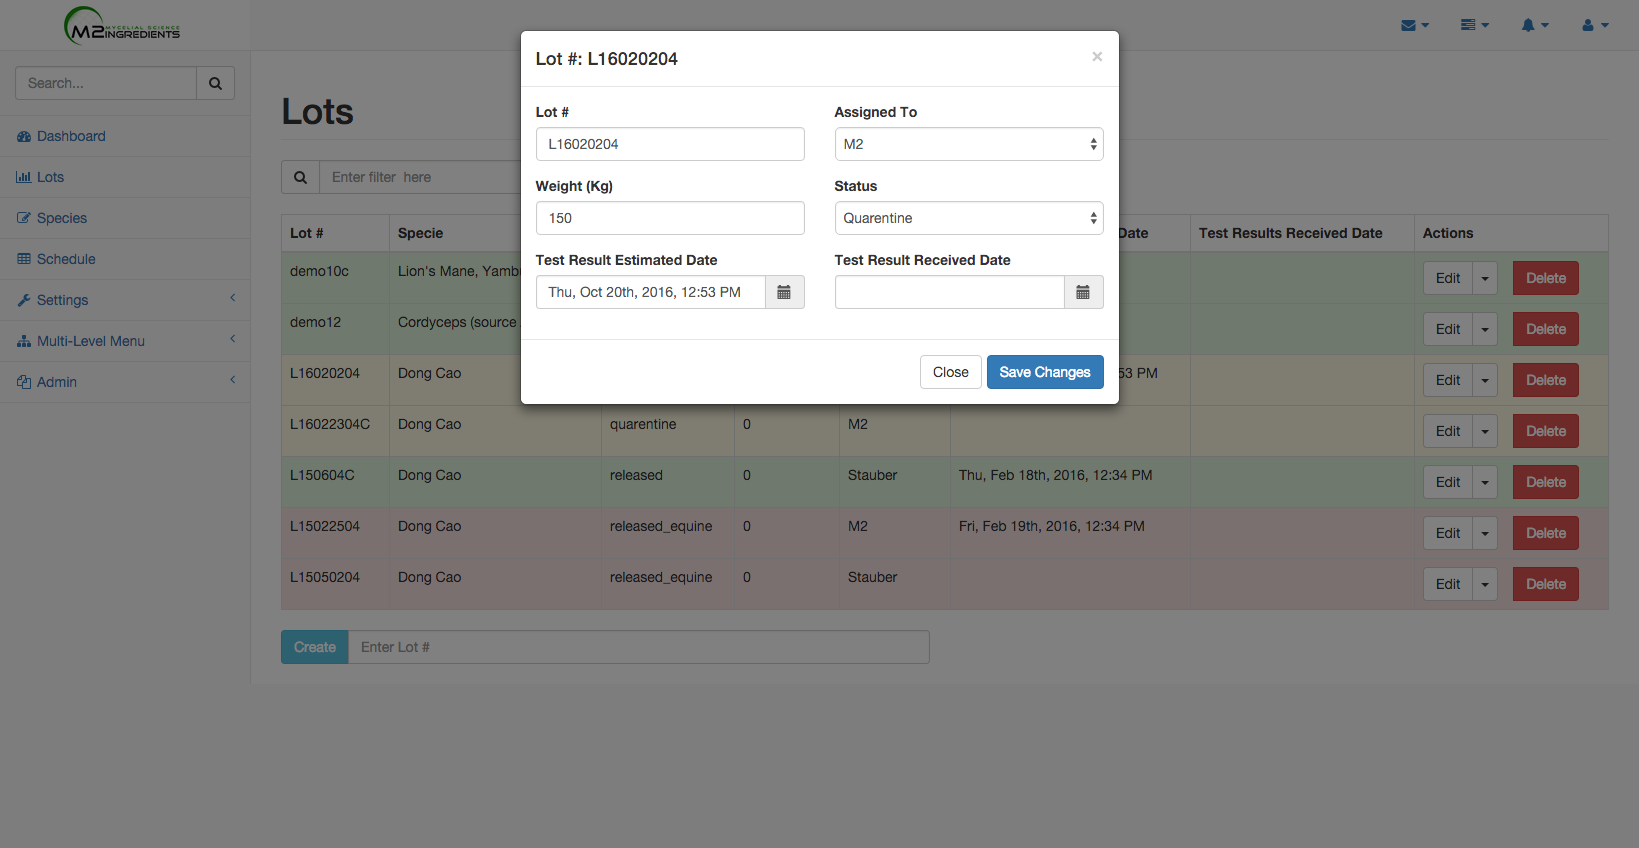 MYCELIAL SCIENCE
M2INGREDIENTS
Search...
Dashboard
Lots
Species
Schedule
Settings
Multi-Level Menu
Admin
Lots
Enter filter here
Lot #: L16020204 ×
Lot # Assigned To
L16020204 M2
Weight (Kg) Status
150 Quarentine
Test Result Estimated Date Test Result Received Date
Thu, Oct 20th, 2016, 12:53 PM
Close Save Changes
Lot # Specie Date Test Results Received Date Actions
demo10c Lion's Mane, Edit Delete
demo12 Cordyceps (source Edit Delete
L16020204 Dong Cao 53 PM Edit Delete
L16022304C Dong Cao quarentine 0 M2 Edit Delete
L150604C Dong Cao released 0 Stauber Thu, Feb 18th, 2016, 12:34 PM Edit Delete
L15022504 Dong Cao released_equine 0 M2 Fri, Feb 19th, 2016, 12:34 PM Edit Delete
L15050204 Dong Cao released_equine 0 Stauber Edit Delete
Create Enter Lot #